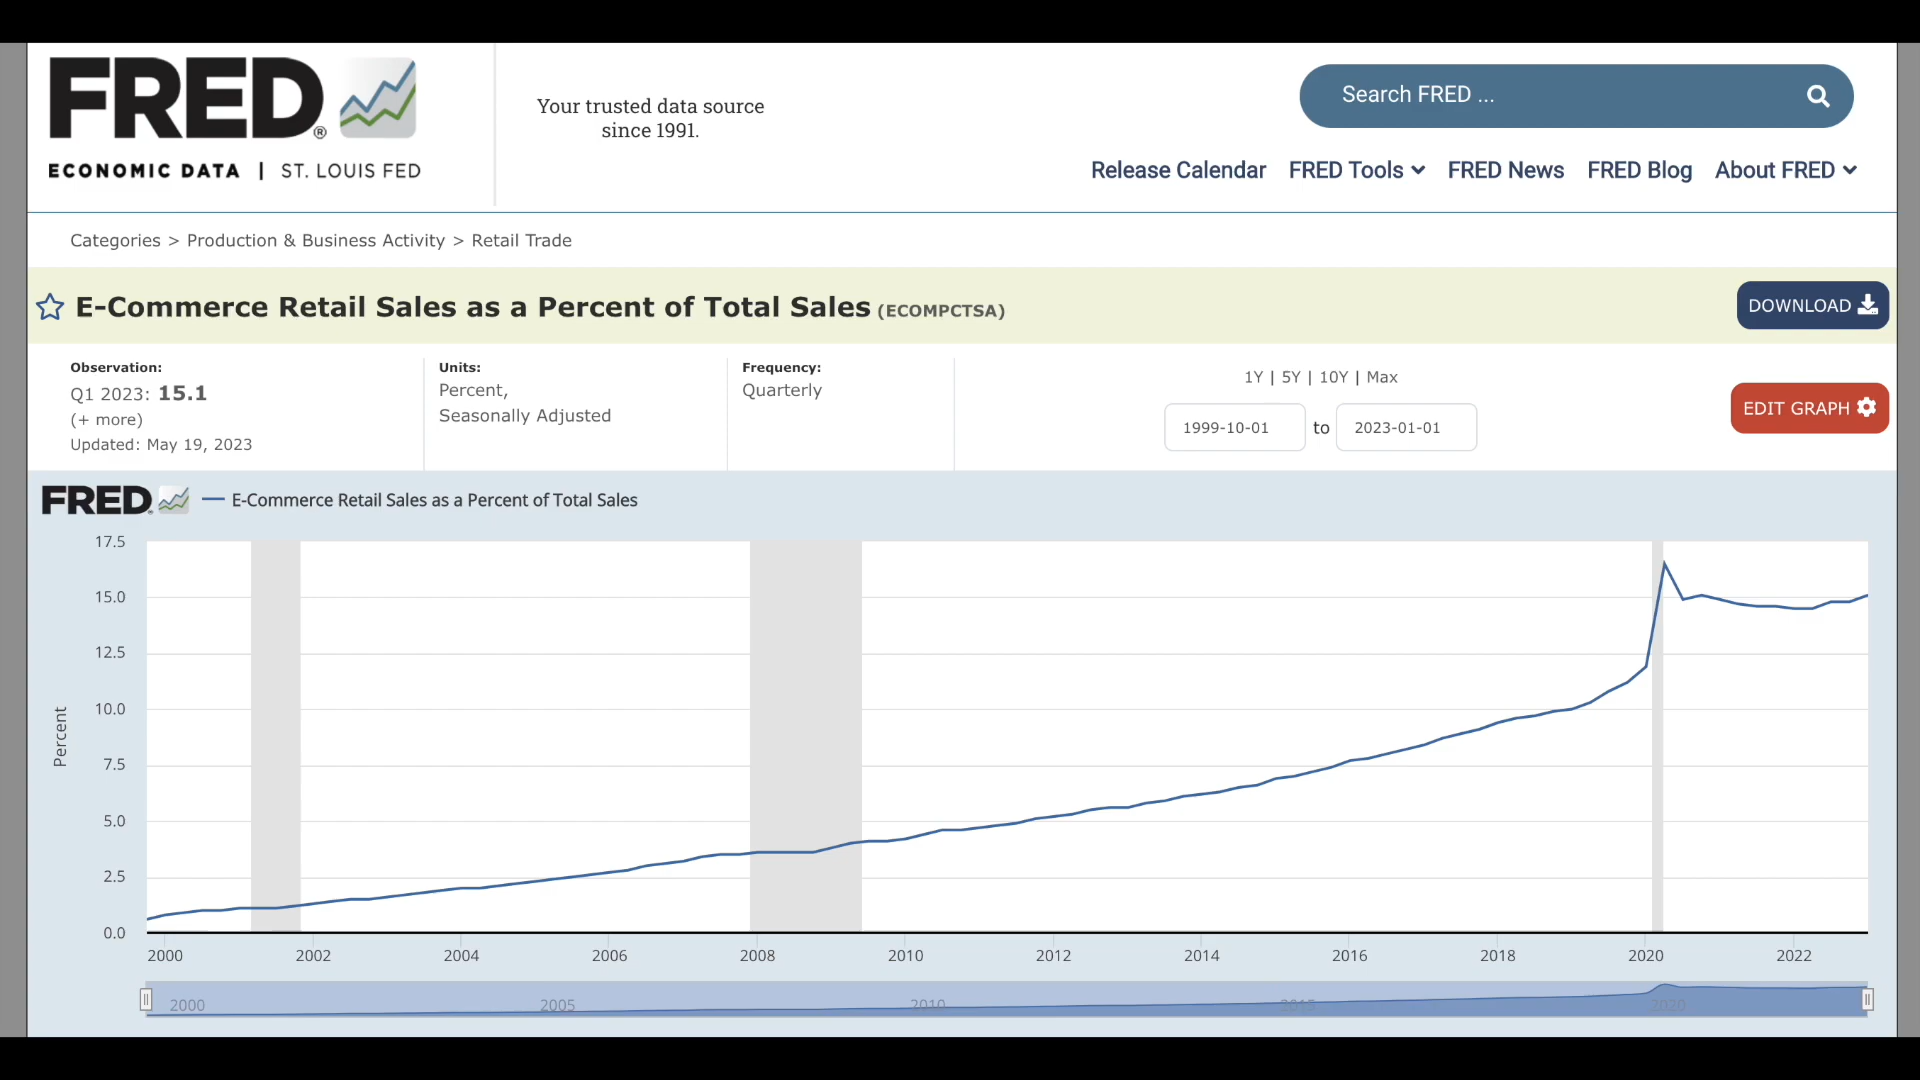 FRED®
ECONOMIC DATA | ST. LOUIS FED
Your trusted data source
since 1991.
Search FRED ...
Release Calendar FRED Tools FRED News FRED Blog About FRED
Categories > Production & Business Activity > Retail Trade
E-Commerce Retail Sales as a Percent of Total Sales (ECOMPCTSA)
DOWNLOAD
Observation:
Q1 2023: 15.1
(+ more)
Updated: May 19, 2023
Units:
Percent,
Seasonally Adjusted
Frequency:
Quarterly
1Y | 5Y | 10Y | Max
1999-10-01 to 2023-01-01
EDIT GRAPH
FRED E-Commerce Retail Sales as a Percent of Total Sales
17.5
15.0
12.5
10.0
7.5
5.0
2.5
0.0
Percent
2000 2002 2004 2006 2008 2010 2012 2014 2016 2018 2020 2022
2000 2005 2010 2015 2020